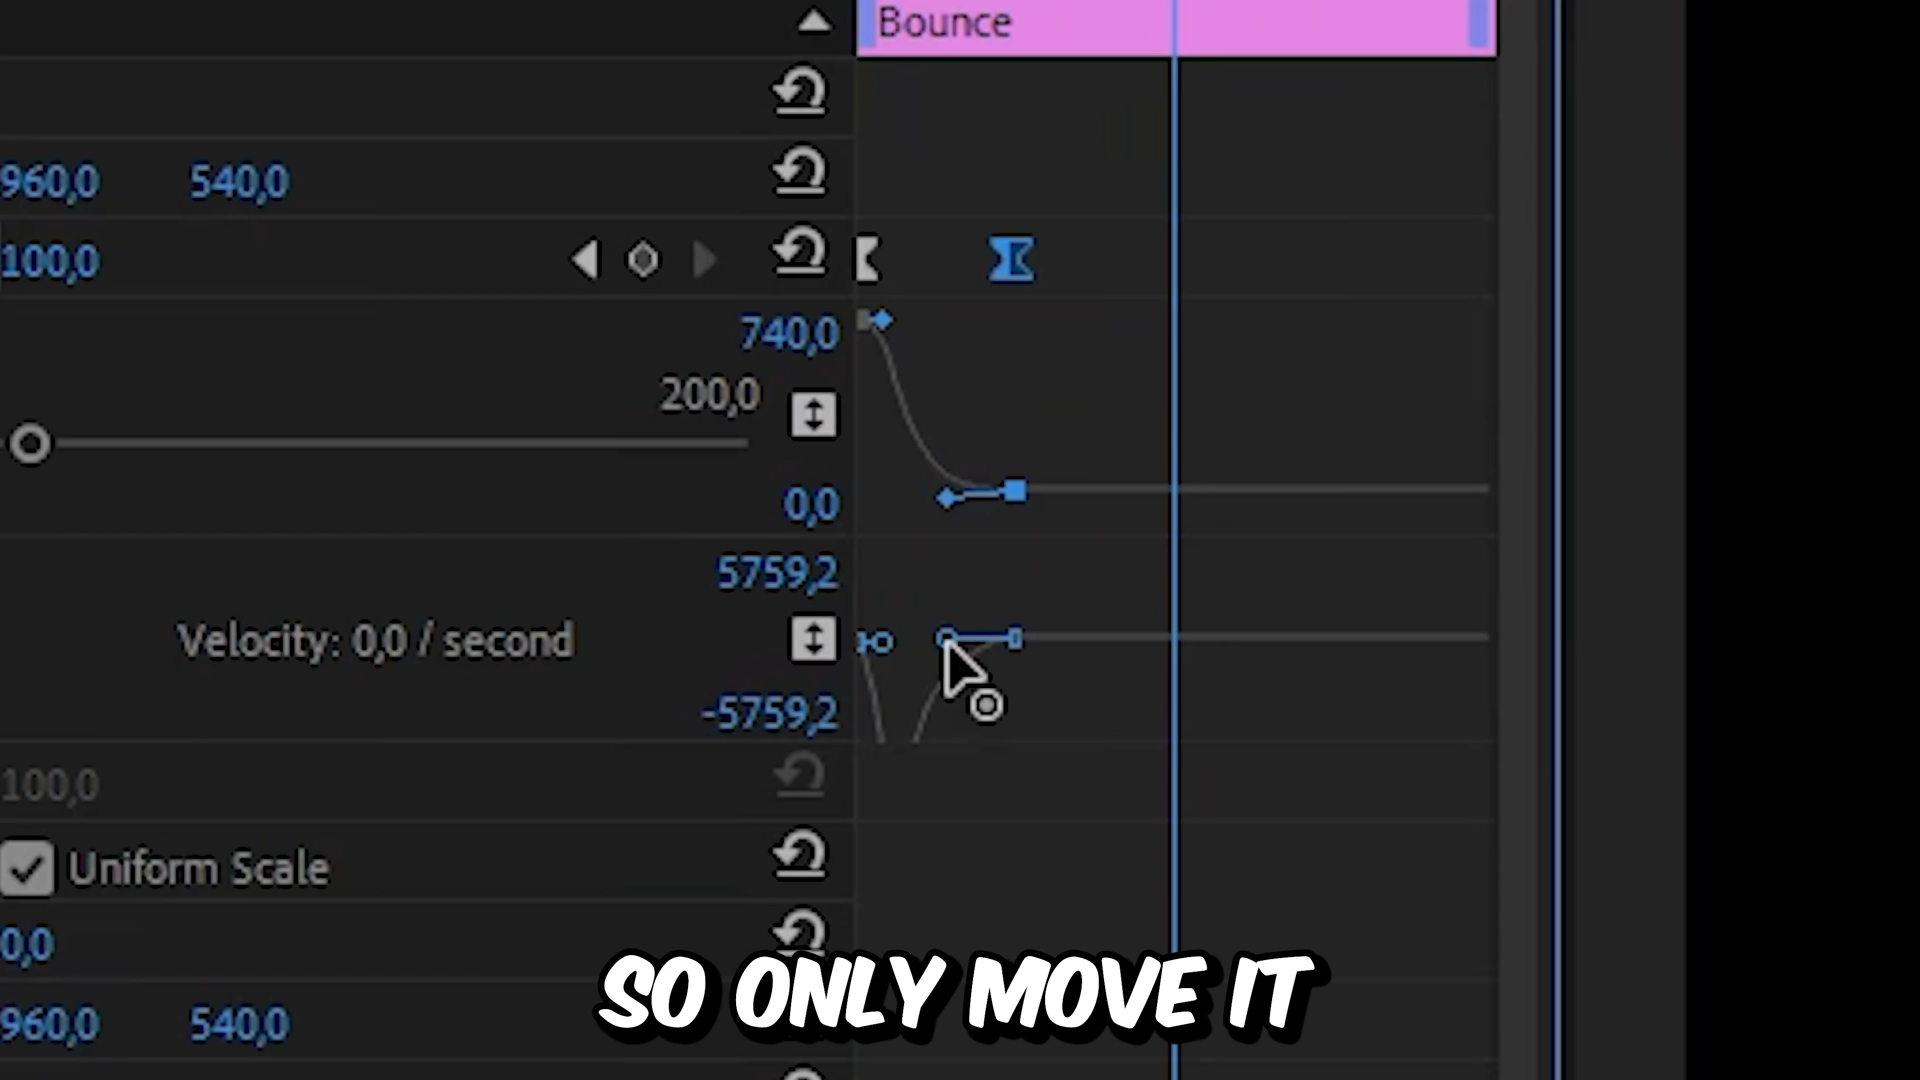 Bounce
960,0 540,0
100,0
740,0
200,0
0,0
5759,2
Velocity: 0,0 / second
-5759,2
100,0
Uniform Scale
0,0
SO ONLY MOVE IT
960,0 540,0